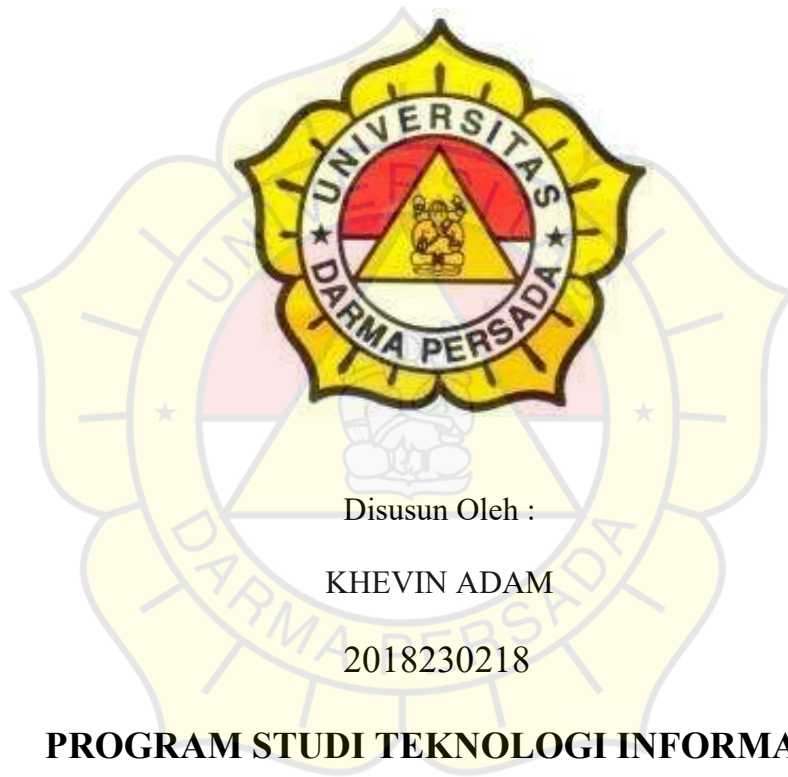 UNIVERSITAS
DARMA PERSADA
Disusun Oleh :
KHEVIN ADAM
2018230218
PROGRAM STUDI TEKNOLOGI INFORMA